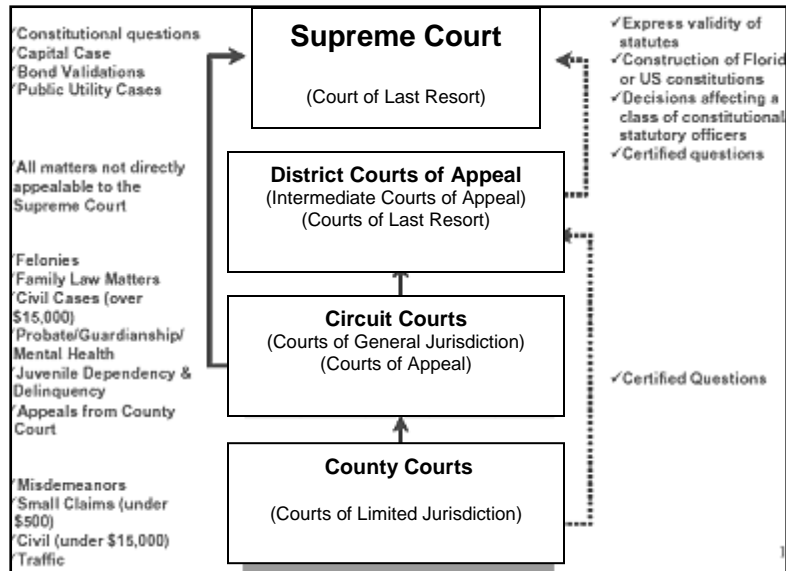 ✓Constitutional questions
✓Capital Case
✓Bond Validations
✓Public Utility Cases
Supreme Court
(Court of Last Resort)
✓Express validity of
statutes
✓Construction of Florid
or US constitutions
✓Decisions affecting a
class of constitutional
statutory officers
✓Certified questions
✓All matters not directly
appealable to the
Supreme Court
District Courts of Appeal
(Intermediate Courts of Appeal)
(Courts of Last Resort)
✓Felonies
✓Family Law Matters
✓Civil Cases (over
$15,000)
✓Probate/Guardianship/
Mental Health
✓Juvenile Dependency &
Delinquency
✓Appeals from County
Court
Circuit Courts
(Courts of General Jurisdiction)
(Courts of Appeal)
✓Certified Questions
✓Misdemeanors
✓Small Claims (under
$500)
✓Civil (under $15,000)
✓Traffic
County Courts
(Courts of Limited Jurisdiction)